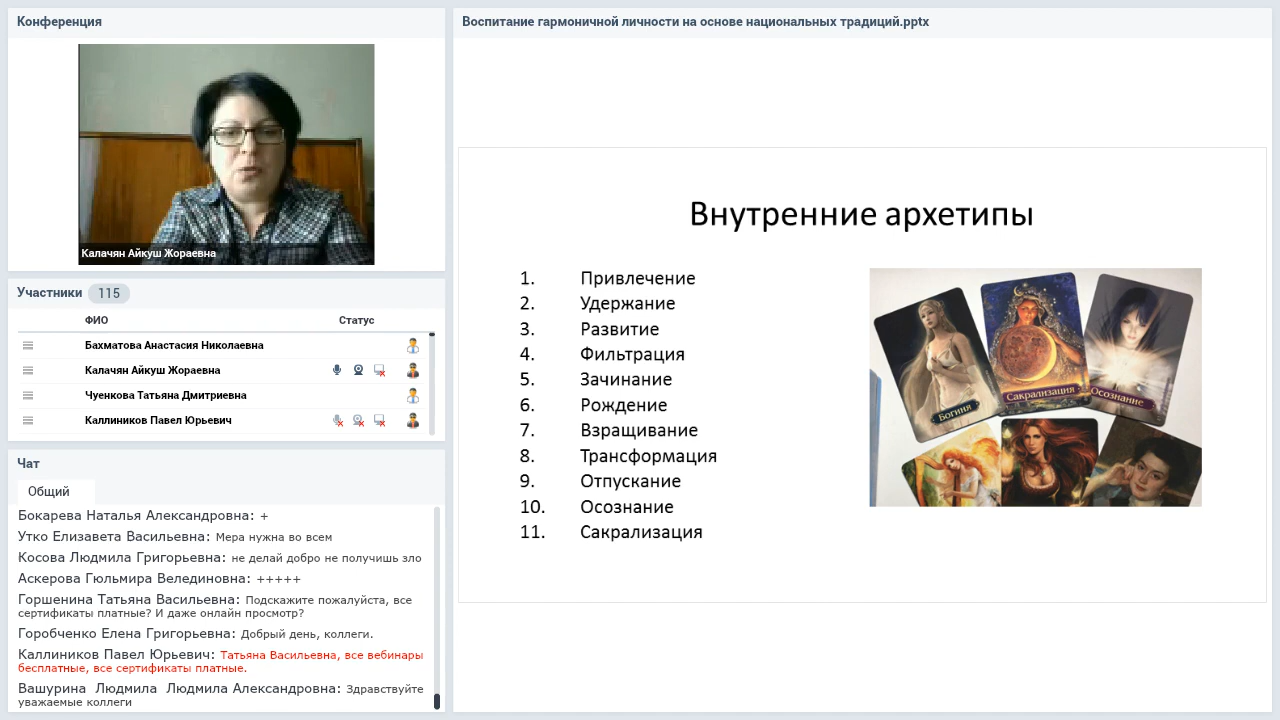 Конференция
Калачян Айкуш Жораевна
Участники 115
ФИО Статус
Бахматова Анастасия Николаевна
Калачян Айкуш Жораевна
Чуенкова Татьяна Дмитриевна
Каллиников Павел Юрьевич
Чат
Общий
Бокарева Наталья Александровна: +
Утко Елизавета Васильевна: Мера нужна во всем
Косова Людмила Григорьевна: не делай добро не получишь зло
Аскерова Гюльмира Велединовна: +++++
Горшенина Татьяна Васильевна: Подскажите пожалуйста, все
сертификаты платные? И даже онлайн просмотр?
Горобченко Елена Григорьевна: Добрый день, коллеги.
Каллиников Павел Юрьевич: Татьяна Васильевна, все вебинары
бесплатные, все сертификаты платные.
Вашурина Людмила Людмила Александровна: Здравствуйте
уважаемые коллеги
Воспитание гармоничной личности на основе национальных традиций.pptx
Внутренние архетипы
1. Привлечение
2. Удержание
3. Развитие
4. Фильтрация
5. Зачинание
6. Рождение
7. Взращивание
8. Трансформация
9. Отпускание
10. Осознание
11. Сакрализация
Богиня
Сакрализация
Осознание